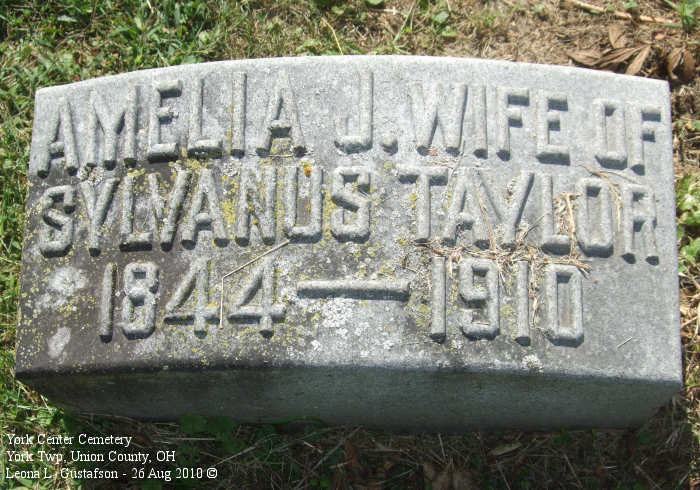 AMELIA J. WIFE OF
SYLVANUS TAYLOR
1844 — 1910
York Center Cemetery
York Twp, Union County, OH
Leona L. Gustafson - 26 Aug 2010 ©